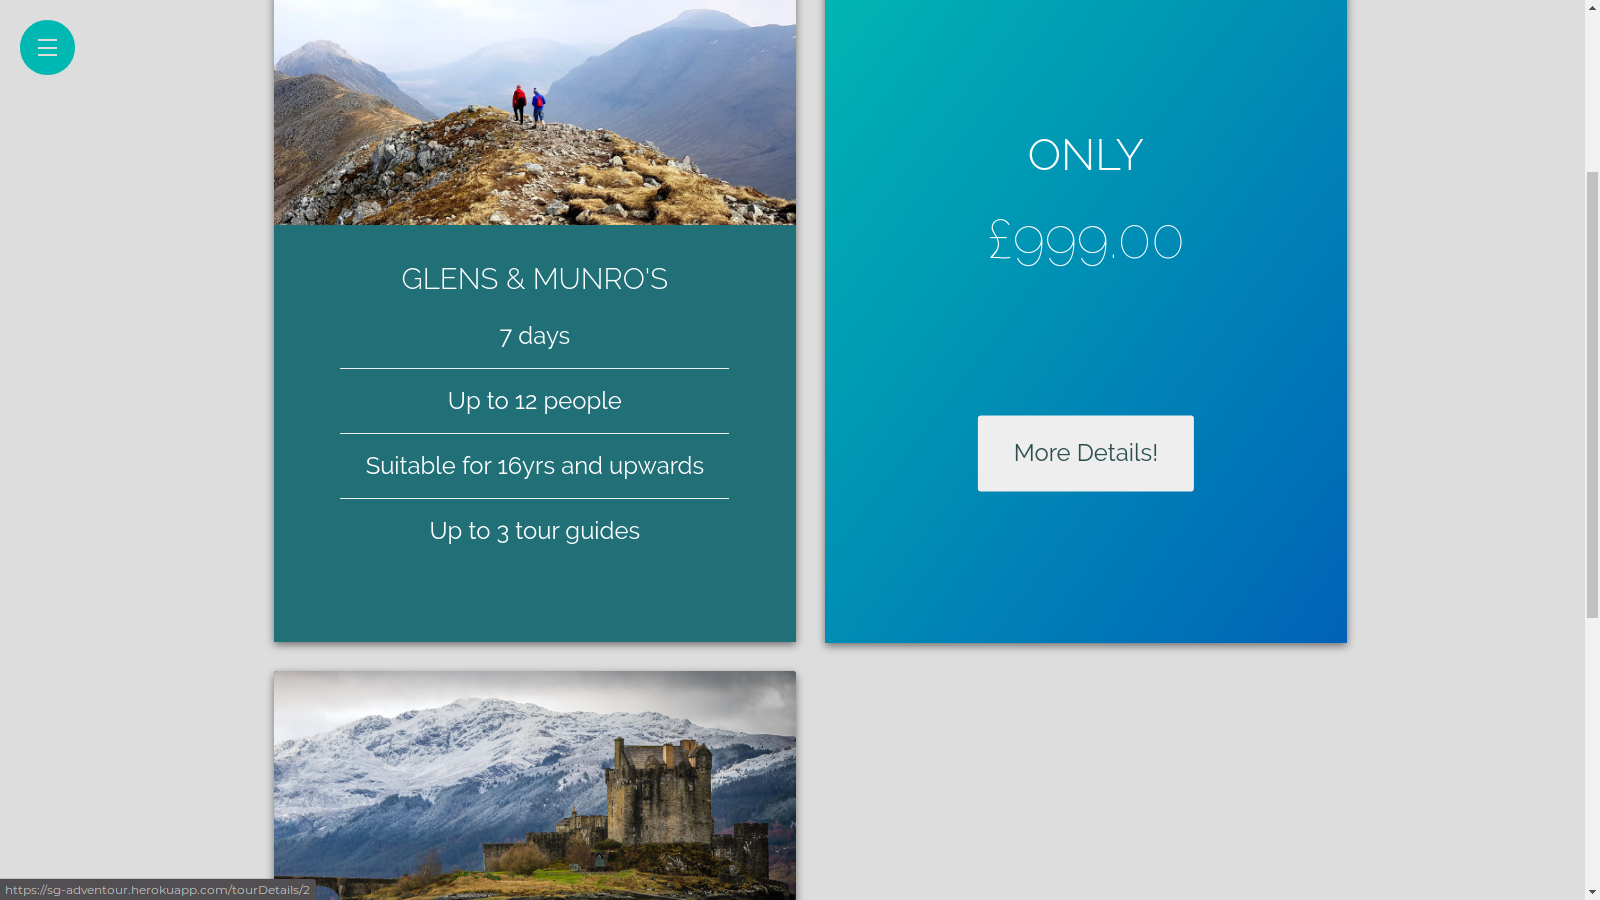 GLENS & MUNRO'S
7 days
Up to 12 people
Suitable for 16yrs and upwards
Up to 3 tour guides
ONLY
£999.00
More Details!
https://sg-adventour.herokuapp.com/tourDetails/2